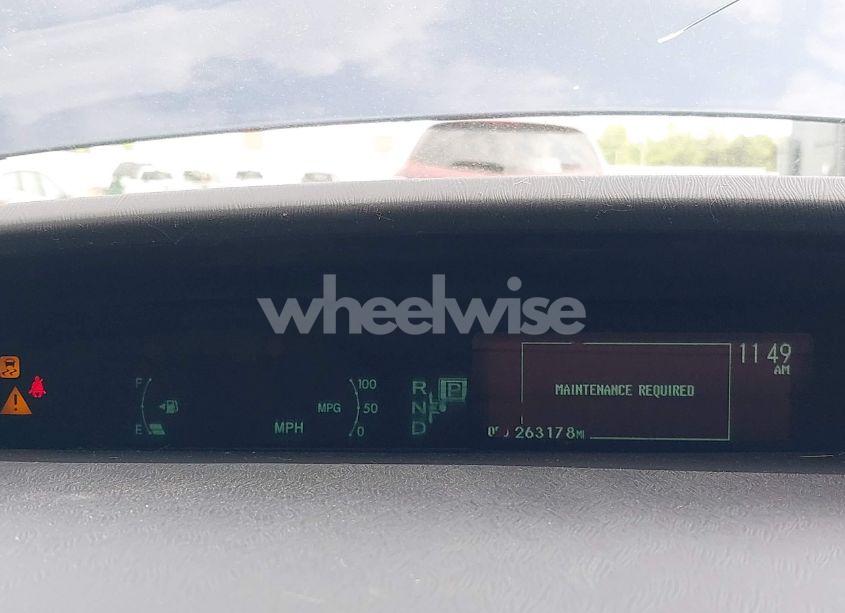 wheelwise
11 49
AM
F
100
R
P
MAINTENANCE REQUIRED
MPG
50
N
E
MPH
0
D
263178 MI